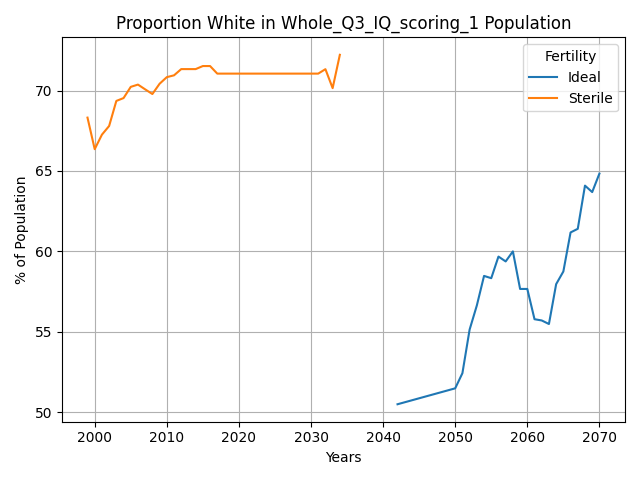 Proportion White in Whole_Q3_IQ_scoring_1 Population
Fertility
Ideal
Sterile
% of Population
70
65
60
55
50
2000 2010 2020 2030 2040 2050 2060 2070
Years